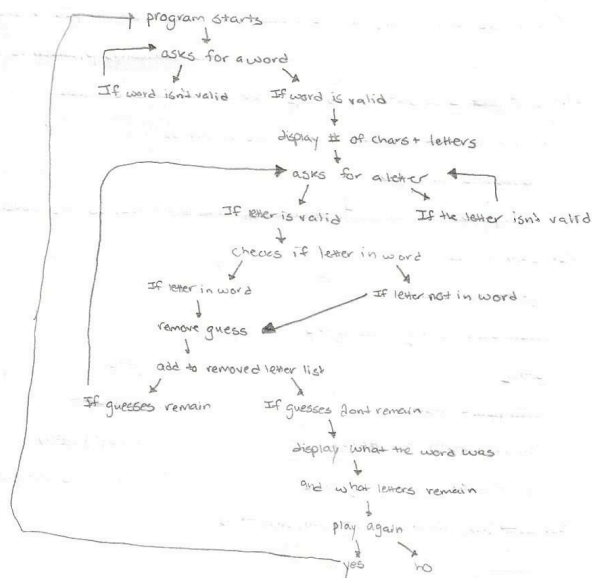 program starts
asks for a word
If word isn't valid
If word is valid
display # of chars + letters
asks for a letter
If letter is valid
If the letter isn't valid
checks if letter in word
If letter in word
If letter not in word
remove guess
add to removed letter list
If guesses remain
If guesses dont remain
display what the word was
and what letters remain
play again
yes
no